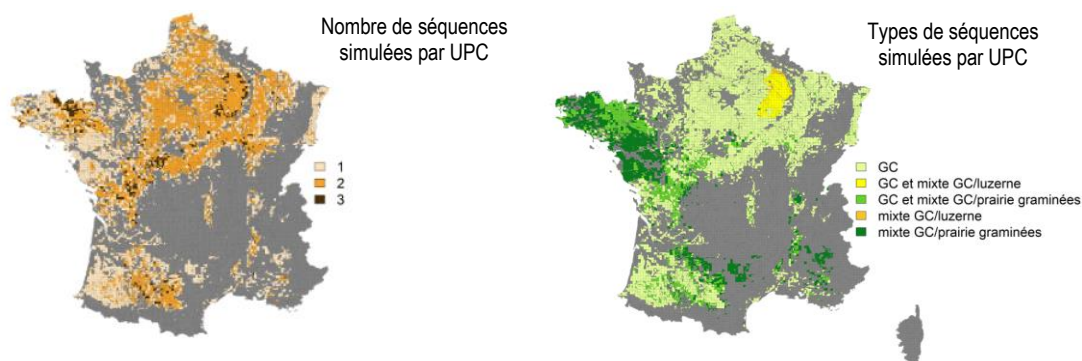 Nombre de séquences
simulées par UPC
1
2
3
Types de séquences
simulées par UPC
GC
GC et mixte GC/luzerne
GC et mixte GC/prairie graminées
mixte GC/luzerne
mixte GC/prairie graminées